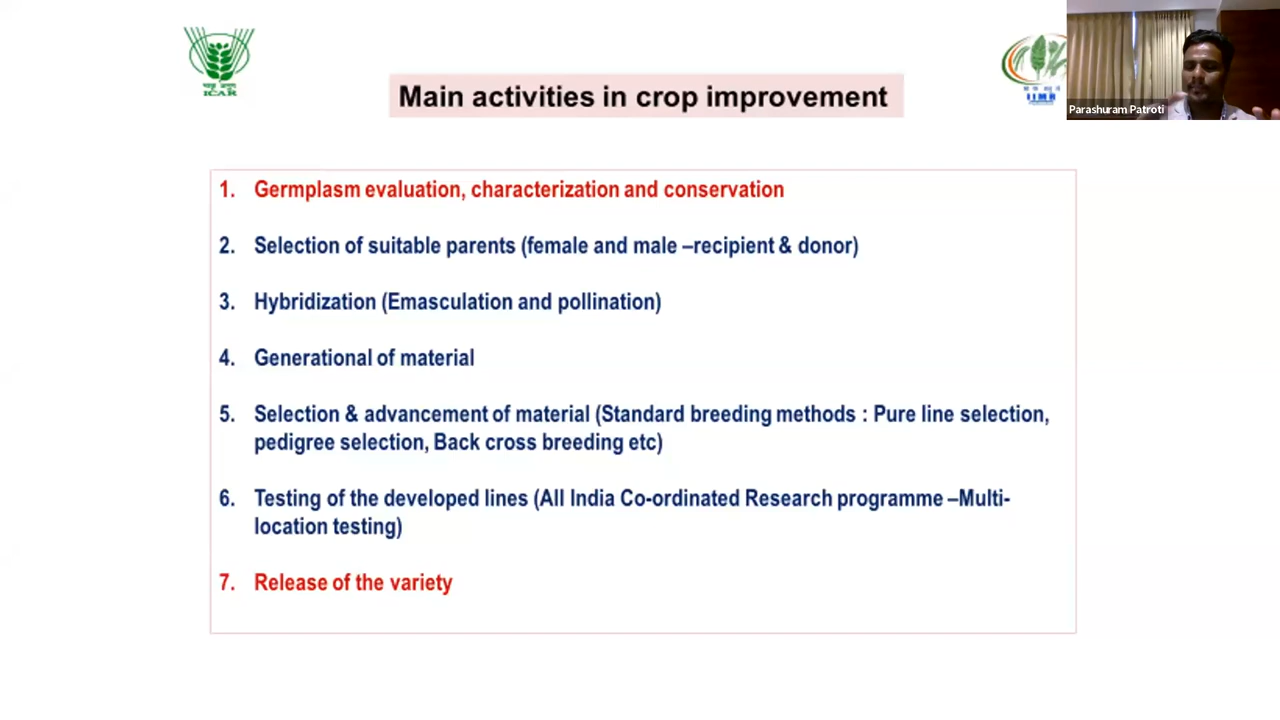 ICAR
Main activities in crop improvement
IIMR
Parashuram Patroti
1. Germplasm evaluation, characterization and conservation
2. Selection of suitable parents (female and male –recipient & donor)
3. Hybridization (Emasculation and pollination)
4. Generational of material
5. Selection & advancement of material (Standard breeding methods : Pure line selection,
pedigree selection, Back cross breeding etc)
6. Testing of the developed lines (All India Co-ordinated Research programme –Multi-
location testing)
7. Release of the variety